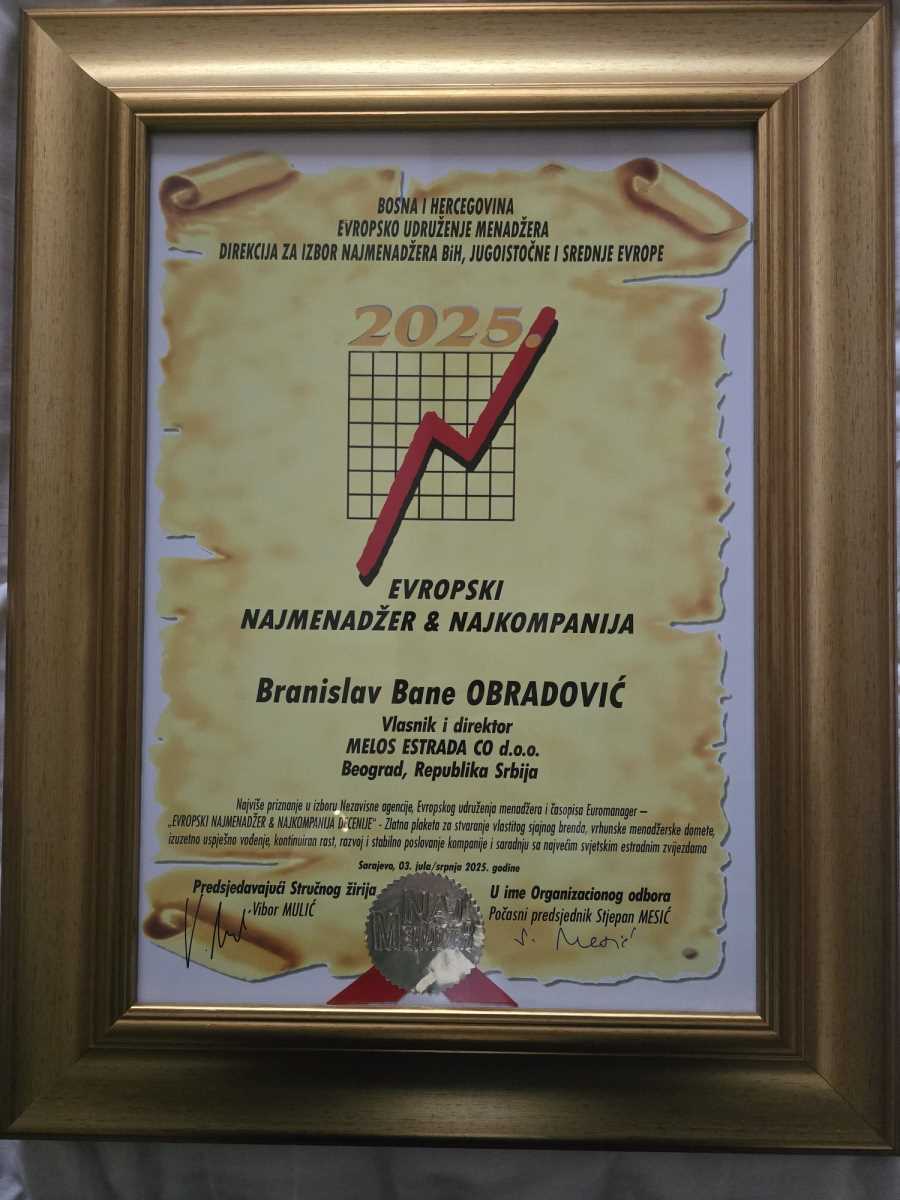 BOSNA I HERCEGOVINA
EVROPSKO UDRUŽENJE MENADŽERA
DIREKCIJA ZA IZBOR NAJMENADŽERA BiH, JUGOISTOČNE I SREDNJE EVROPE
2025.
EVROPSKI
NAJMENADŽER & NAJKOMPANIJA
Branislav Bane OBRADOVIĆ
Vlasnik i direktor
MELOS ESTRADA CO d.o.o.
Beograd, Republika Srbija
Najviše priznanje u izboru Nezavisne agencije, Evropskog udruženja menadžera i časopisa Euromanager –
„EVROPSKI NAJMENADŽER & NAJKOMPANIJA DECENIJE" - Zlatna plaketa za stvaranje vlastitog sjajnog brenda, vrhunske menadžerske domete,
izuzetno uspješno vođenje, kontinuiran rast, razvoj i stabilno poslovanje kompanije i saradnju sa najvećim svjetskim estradnim zvijezdama
Sarajevo, 03. jula/srpnja 2025. godine
Predsjedavajući Stručnog žirija
Vibor MULIĆ
NAJ
U ime Organizacionog odbora
Počasni predsjednik Stjepan MESIĆ
S. Mesić